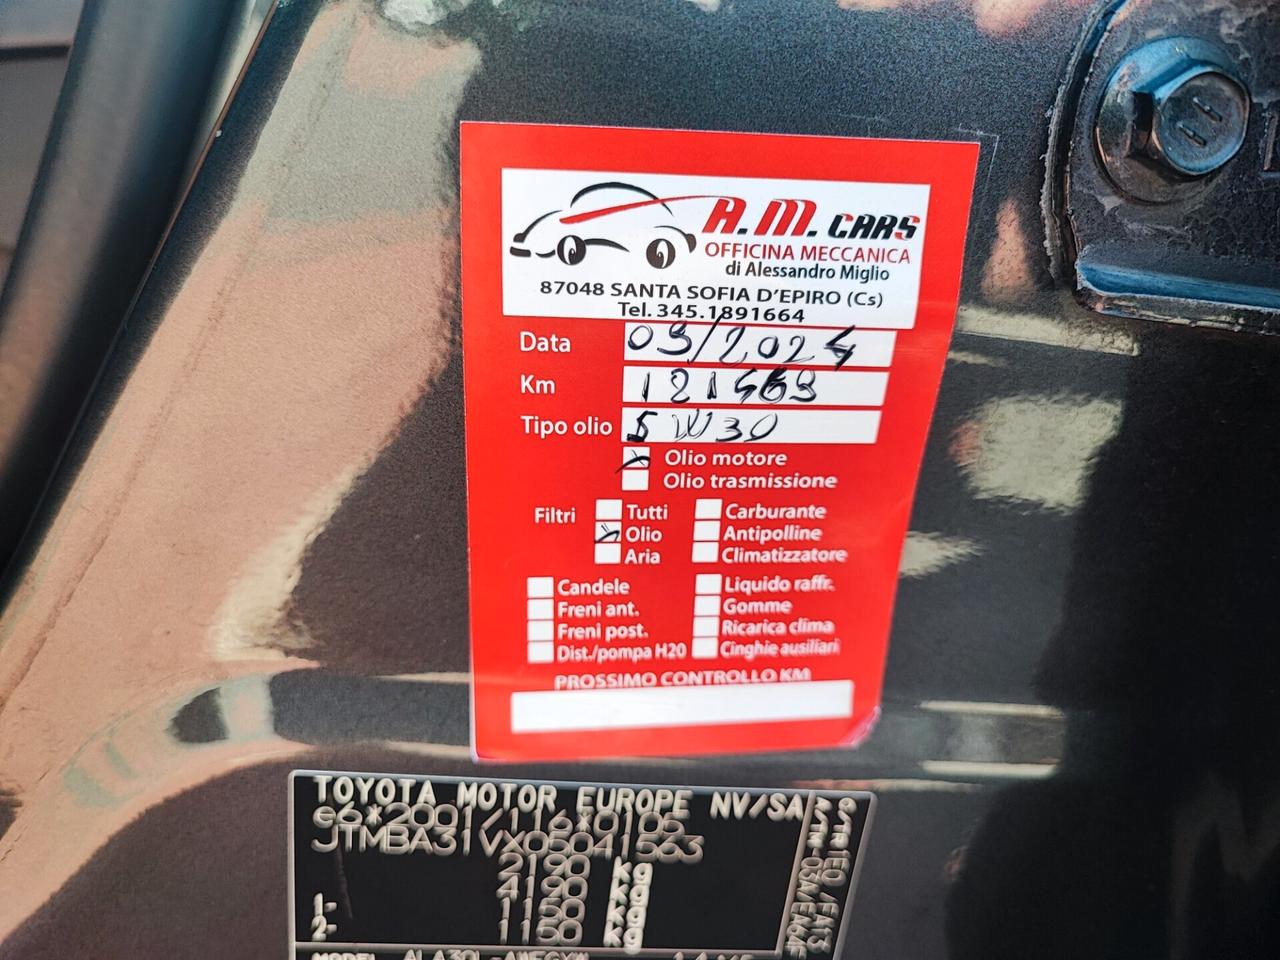 A.M. CARS
OFFICINA MECCANICA
di Alessandro Miglio
87048 SANTA SOFIA D'EPIRO (Cs)
Tel. 345.1891664
Data 09/2024
Km
Tipo olio 5W30
Olio motore
Olio trasmissione
Filtri
Tutti Carburante
Olio Antipolline
Aria Climatizzatore
Candele Liquido raffr.
Freni ant. Gomme
Freni post. Ricarica clima
Dist./pompa H20 Cinghie ausiliari
PROSSIMO CONTROLLO KM
TOYOTA MOTOR EUROPE NV/SA
e6*2001/116*0105
JTMBA31VX05041563
2190 kg
4190 kg
1- 1150 kg
2- 1150 kg